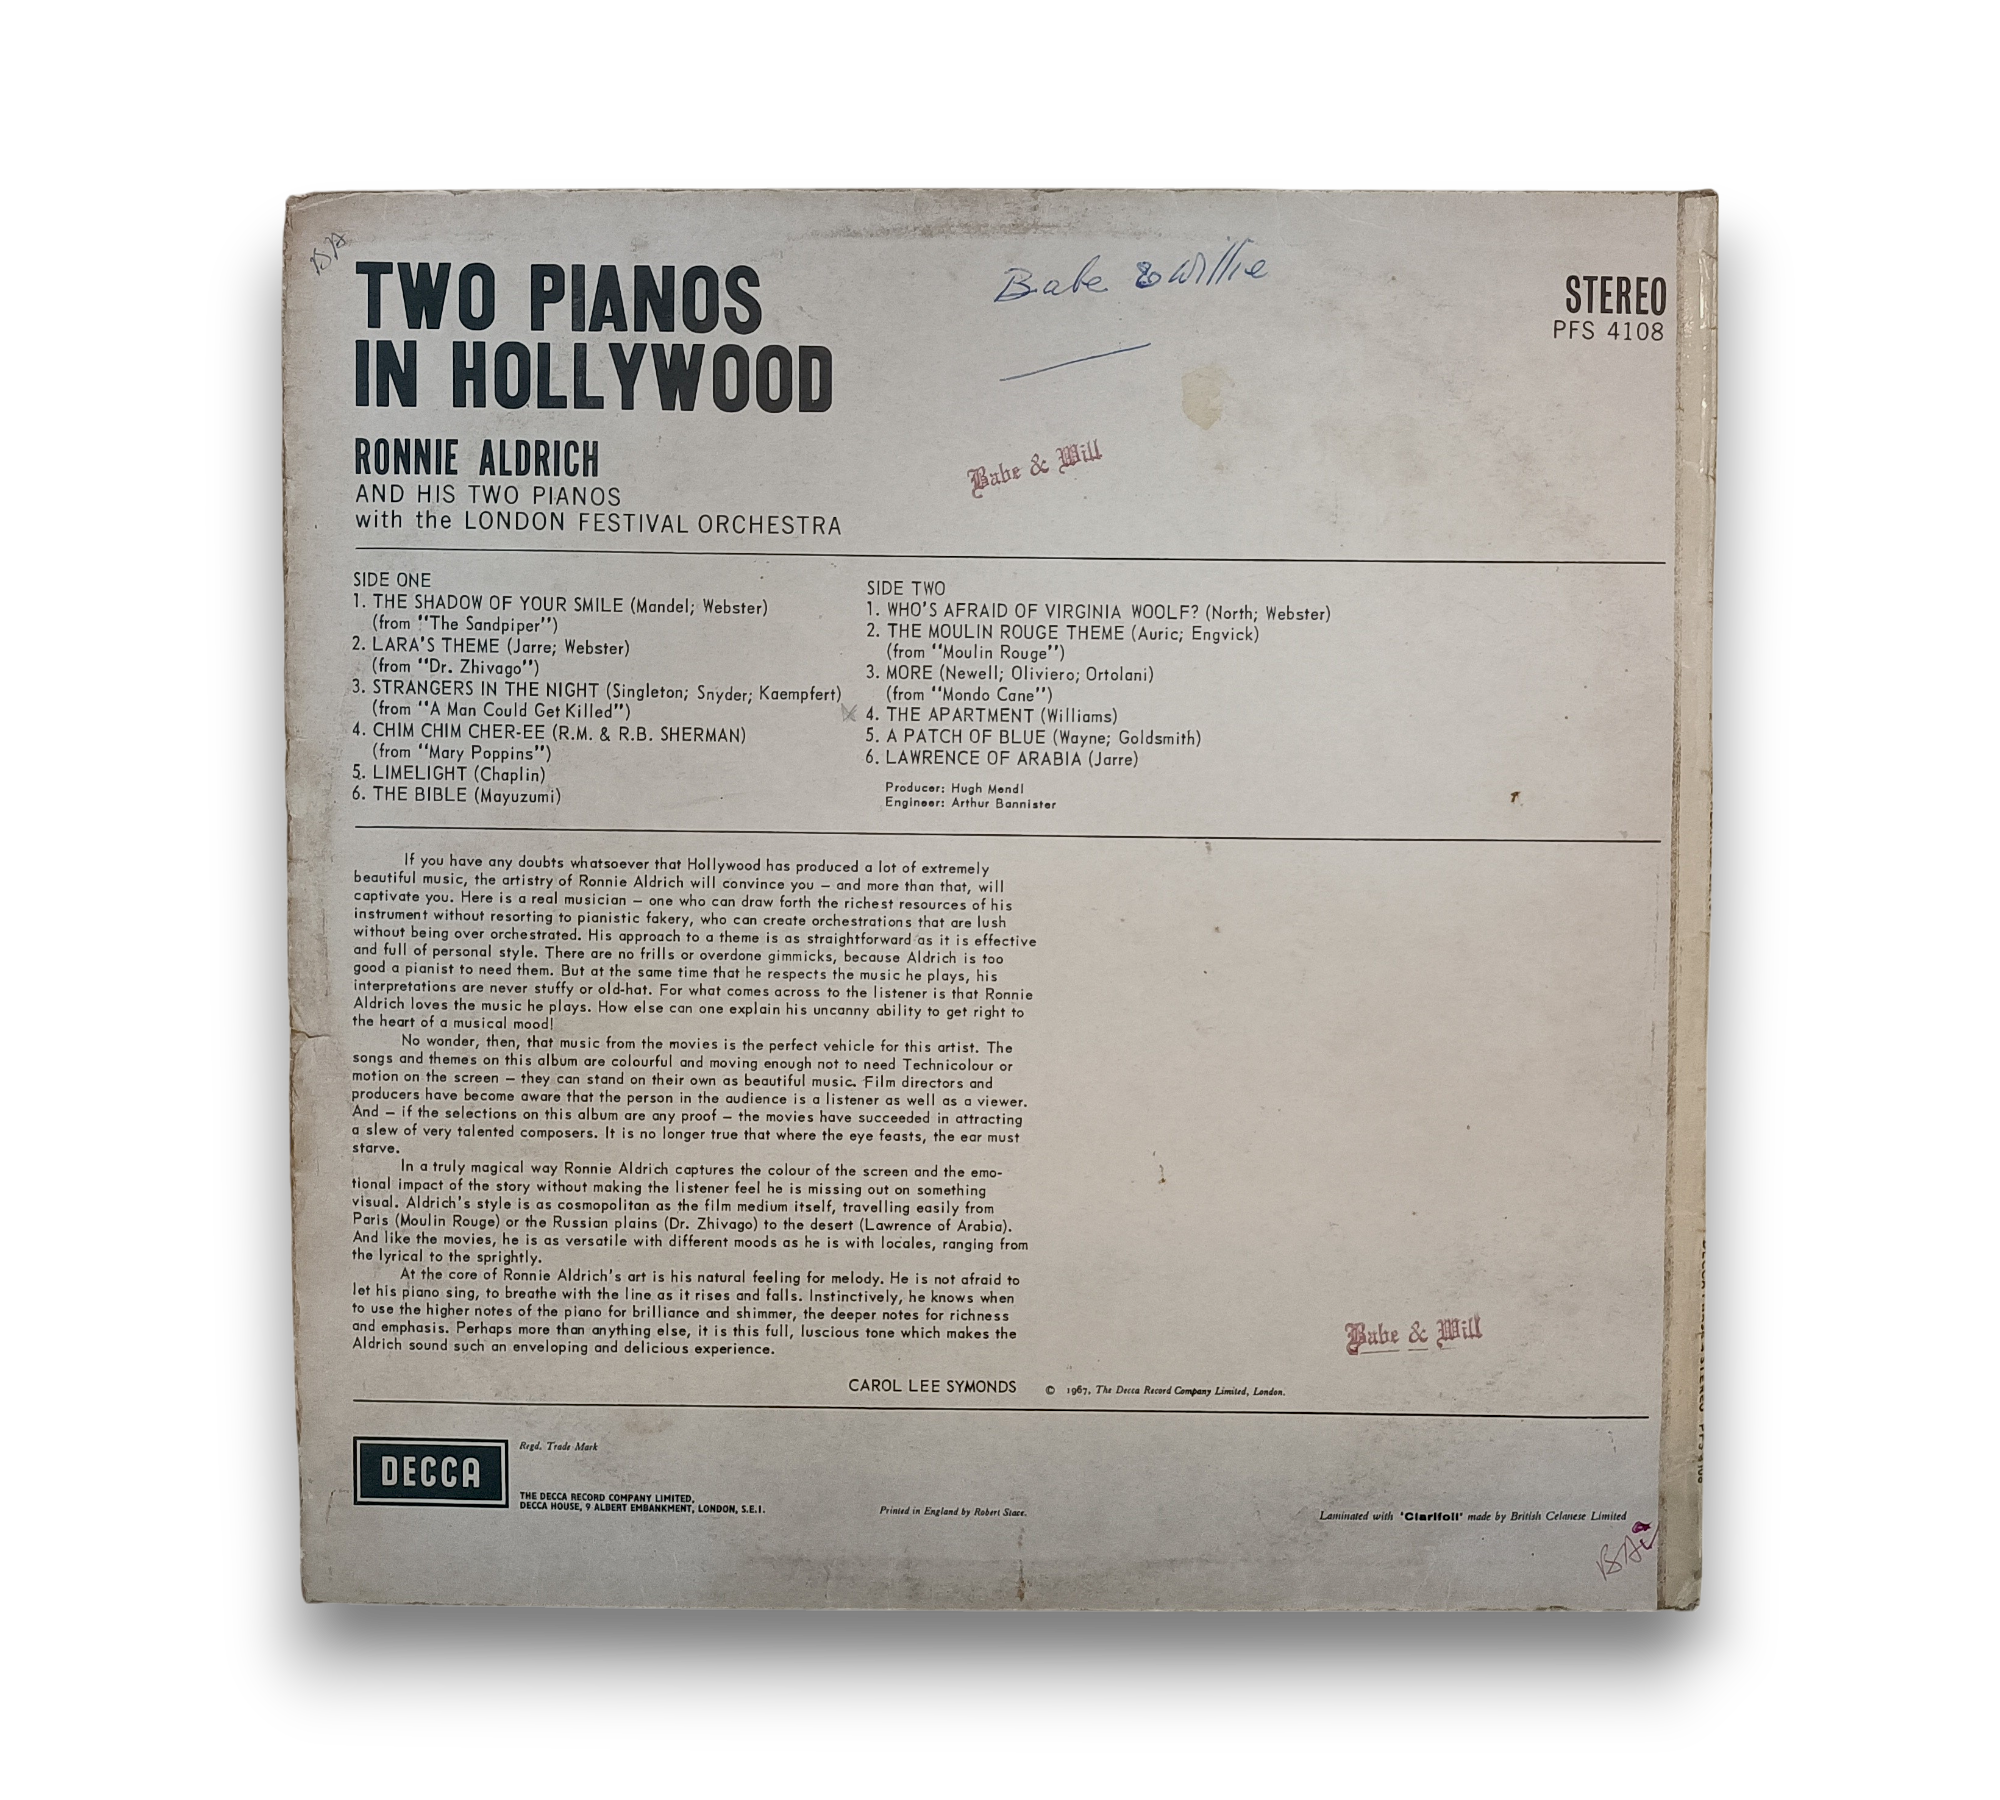 TWO PIANOS
IN HOLLYWOOD
Babe & Willie
STEREO
PFS 4108
RONNIE ALDRICH
AND HIS TWO PIANOS
with the LONDON FESTIVAL ORCHESTRA
Babe & Will
SIDE ONE
1. THE SHADOW OF YOUR SMILE (Mandel; Webster)
(from "The Sandpiper")
2. LARA'S THEME (Jarre; Webster)
(from "Dr. Zhivago")
3. STRANGERS IN THE NIGHT (Singleton; Snyder; Kaempfert)
(from "A Man Could Get Killed")
4. CHIM CHIM CHER-EE (R.M. & R.B. SHERMAN)
(from "Mary Poppins")
5. LIMELIGHT (Chaplin)
6. THE BIBLE (Mayuzumi)
SIDE TWO
1. WHO'S AFRAID OF VIRGINIA WOOLF? (North; Webster)
2. THE MOULIN ROUGE THEME (Auric; Engvick)
(from "Moulin Rouge")
3. MORE (Newell; Oliviero; Ortolani)
(from "Mondo Cane")
4. THE APARTMENT (Williams)
5. A PATCH OF BLUE (Wayne; Goldsmith)
6. LAWRENCE OF ARABIA (Jarre)
Producer: Hugh Mendl
Engineer: Arthur Bannister
If you have any doubts whatsoever that Hollywood has produced a lot of extremely
beautiful music, the artistry of Ronnie Aldrich will convince you – and more than that, will
captivate you. Here is a real musician – one who can draw forth the richest resources of his
instrument without resorting to pianistic fakery, who can create orchestrations that are lush
without being over orchestrated. His approach to a theme is as straightforward as it is effective
and full of personal style. There are no frills or overdone gimmicks, because Aldrich is too
good a pianist to need them. But at the same time that he respects the music he plays, his
interpretations are never stuffy or old-hat. For what comes across to the listener is that Ronnie
Aldrich loves the music he plays. How else can one explain his uncanny ability to get right to
the heart of a musical mood!
No wonder, then, that music from the movies is the perfect vehicle for this artist. The
songs and themes on this album are colourful and moving enough not to need Technicolour or
motion on the screen – they can stand on their own as beautiful music. Film directors and
producers have become aware that the person in the audience is a listener as well as a viewer.
And – if the selections on this album are any proof – the movies have succeeded in attracting
a slew of very talented composers. It is no longer true that where the eye feasts, the ear must
starve.
In a truly magical way Ronnie Aldrich captures the colour of the screen and the emo-
tional impact of the story without making the listener feel he is missing out on something
visual. Aldrich's style is as cosmopolitan as the film medium itself, travelling easily from
Paris (Moulin Rouge) or the Russian plains (Dr. Zhivago) to the desert (Lawrence of Arabia).
And like the movies, he is as versatile with different moods as he is with locales, ranging from
the lyrical to the sprightly.
At the core of Ronnie Aldrich's art is his natural feeling for melody. He is not afraid to
let his piano sing, to breathe with the line as it rises and falls. Instinctively, he knows when
to use the higher notes of the piano for brilliance and shimmer, the deeper notes for richness
and emphasis. Perhaps more than anything else, it is this full, luscious tone which makes the
Aldrich sound such an enveloping and delicious experience.
Babe & Will
CAROL LEE SYMONDS
© 1967, The Decca Record Company Limited, London.
DECCA
Regd. Trade Mark
THE DECCA RECORD COMPANY LIMITED,
DECCA HOUSE, 9 ALBERT EMBANKMENT, LONDON, S.E.1.
Printed in England by Robert Stace.
Laminated with 'Clarifoil' made by British Celanese Limited